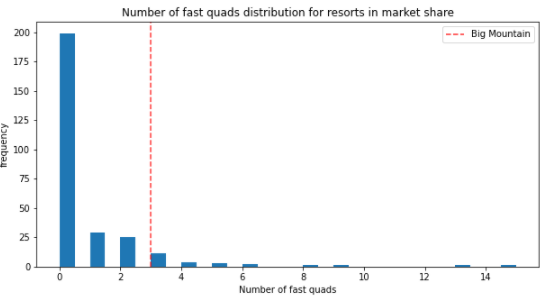 Number of fast quads distribution for resorts in market share
Big Mountain
200
175
150
125
100
75
50
25
0
frequency
0 2 4 6 8 10 12 14
Number of fast quads